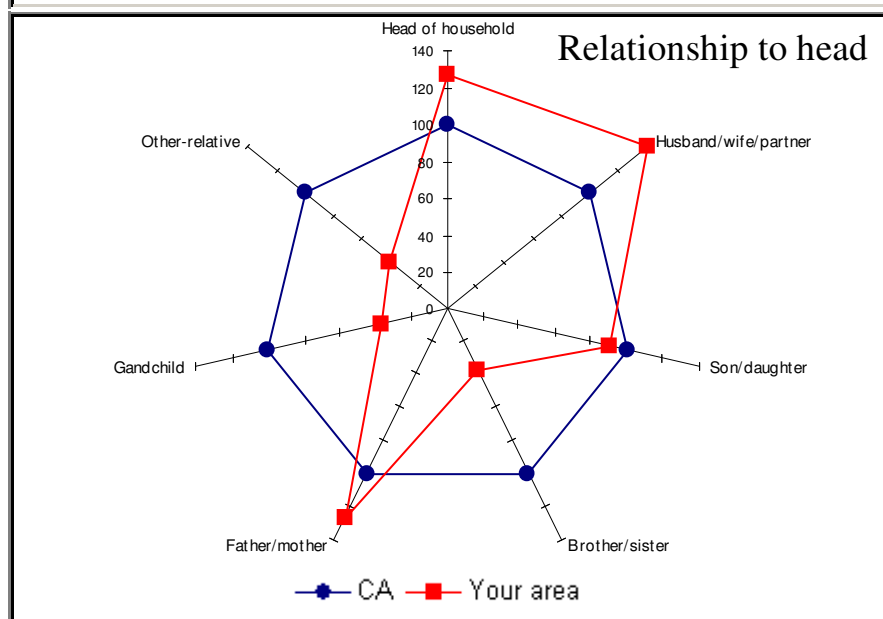 Relationship to head
Head of household
140
120
100
80
60
40
20
0
Husband/wife/partner
Son/daughter
Brother/sister
Father/mother
Gandchild
Other-relative
CA
Your area